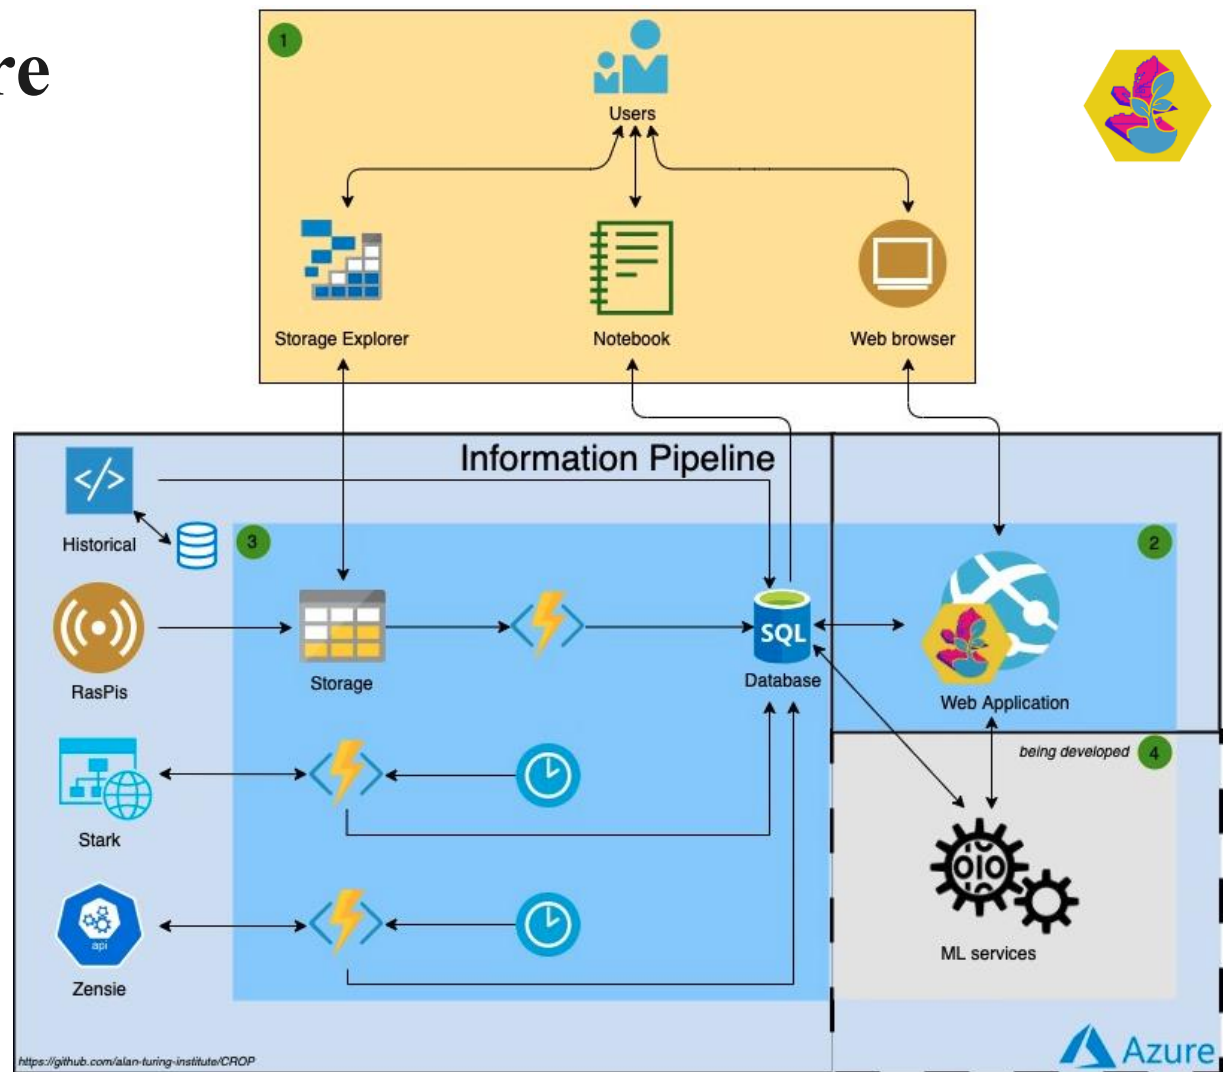 re
1
Users
Storage Explorer
Notebook
Web browser
Information Pipeline
</>
Historical
3
2
SQL
RasPis
Storage
Database
Web Application
being developed
4
Stark
ML services
api
Zensie
https://github.com/alan-turing-institute/CROP
Azure